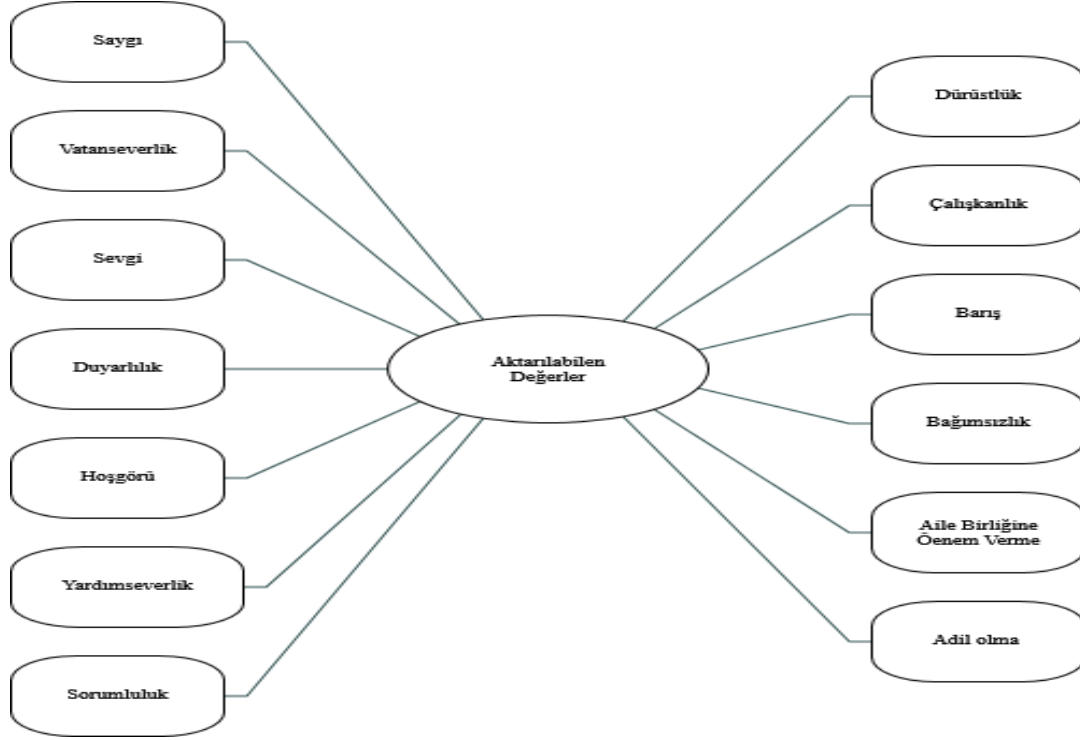 Saygı
Vatanseverlik
Sevgi
Duyarlılık
Hoşgörü
Yardımseverlik
Sorumluluk
Aktarılabilen
Değerler
Dürüstlük
Çalışkanlık
Barış
Bağımsızlık
Aile Birliğine
Öenem Verme
Adil olma